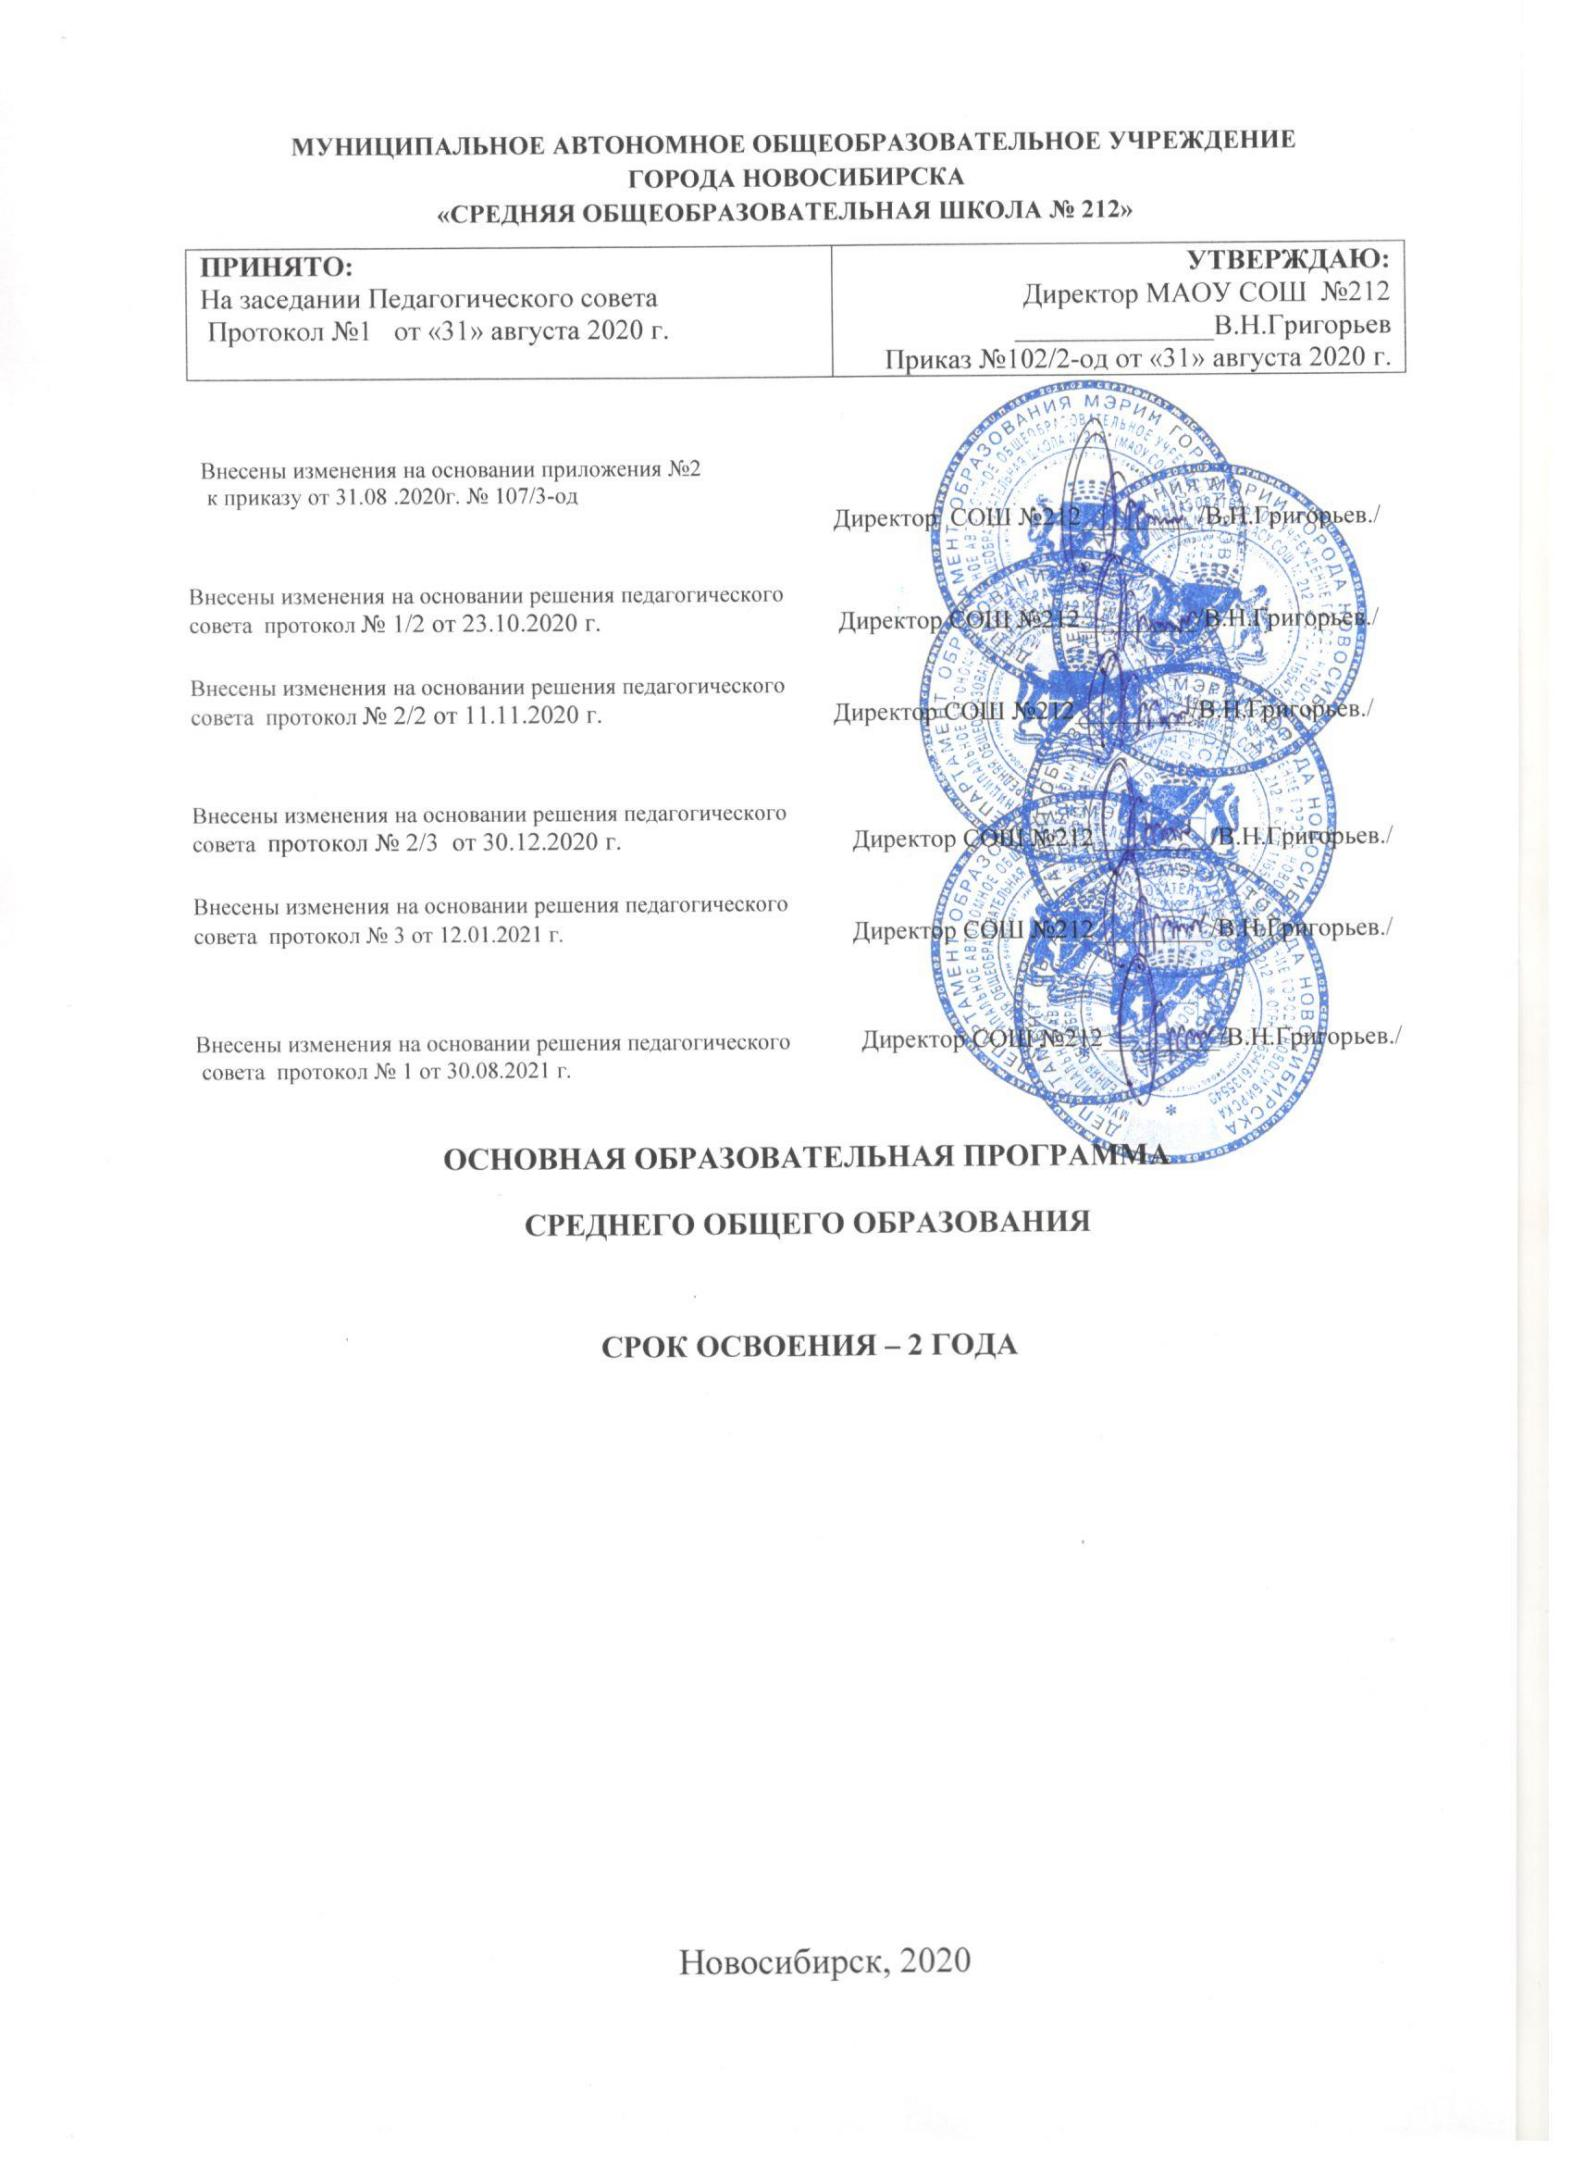 МУНИЦИПАЛЬНОЕ АВТОНОМНОЕ ОБЩЕОБРАЗОВАТЕЛЬНОЕ УЧРЕЖДЕНИЕ
ГОРОДА НОВОСИБИРСКА
«СРЕДНЯЯ ОБЩЕОБРАЗОВАТЕЛЬНАЯ ШКОЛА № 212»
ПРИНЯТО:
На заседании Педагогического совета
Протокол №1 от «31» августа 2020 г.
УТВЕРЖДАЮ:
Директор МАОУ СОШ №212
______________В.Н.Григорьев
Приказ №102/2-од от «31» августа 2020 г.
Внесены изменения на основании приложения №2
к приказу от 31.08 .2020г. № 107/3-од
Директор СОШ №212 /В.Н.Григорьев./
Внесены изменения на основании решения педагогического
совета протокол № 1/2 от 23.10.2020 г.
Директор СОШ №212 /В.Н.Григорьев./
Внесены изменения на основании решения педагогического
совета протокол № 2/2 от 11.11.2020 г.
Директор СОШ №212 /В.Н.Григорьев./
Внесены изменения на основании решения педагогического
совета протокол № 2/3 от 30.12.2020 г.
Директор СОШ №212 /В.Н.Григорьев./
Внесены изменения на основании решения педагогического
совета протокол № 3 от 12.01.2021 г.
Директор СОШ №212 /В.Н.Григорьев./
Внесены изменения на основании решения педагогического
совета протокол № 1 от 30.08.2021 г.
Директор СОШ №212 /В.Н.Григорьев./
ОСНОВНАЯ ОБРАЗОВАТЕЛЬНАЯ ПРОГРАММА
СРЕДНЕГО ОБЩЕГО ОБРАЗОВАНИЯ
СРОК ОСВОЕНИЯ – 2 ГОДА
Новосибирск, 2020